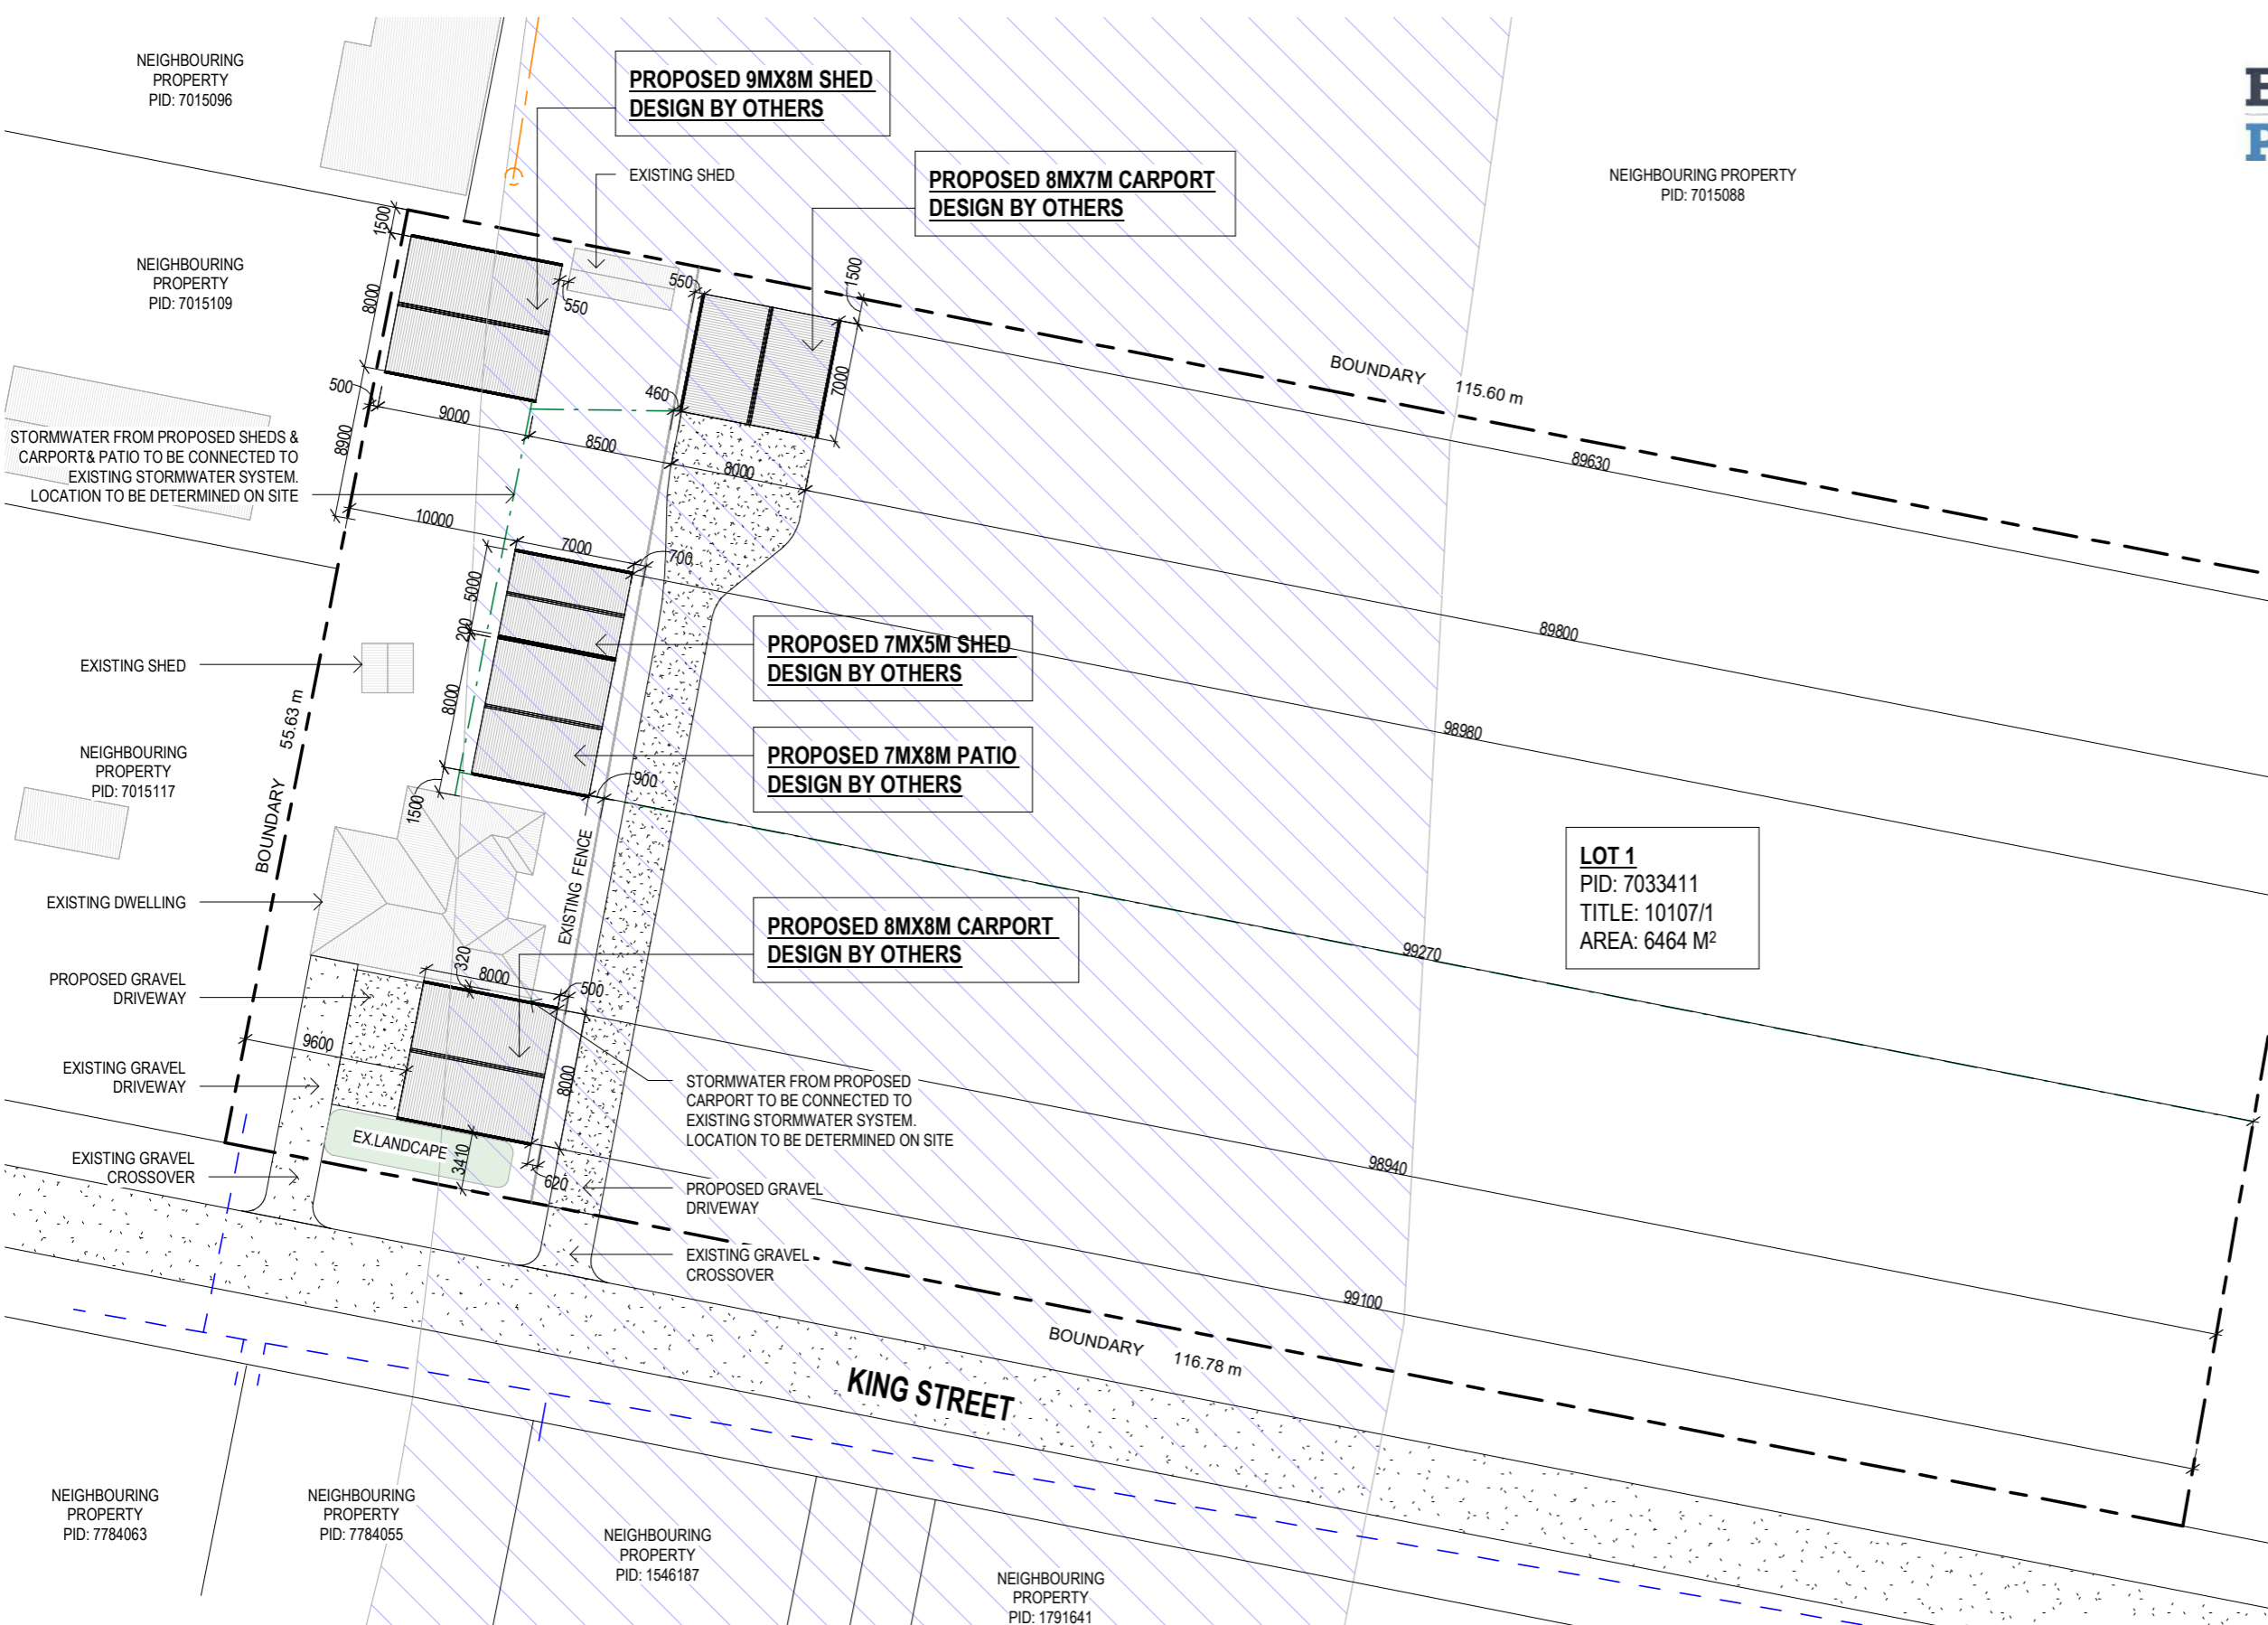 NEIGHBOURING
PROPERTY
PID: 7015096
PROPOSED 9MX8M SHED
DESIGN BY OTHERS
EXISTING SHED
PROPOSED 8MX7M CARPORT
DESIGN BY OTHERS
NEIGHBOURING PROPERTY
PID: 7015088
NEIGHBOURING
PROPERTY
PID: 7015109
1500
8000
550
550
1500
7000
500
9000
460
8500
8000
8900
BOUNDARY 115.60 m
89630
STORMWATER FROM PROPOSED SHEDS &
CARPORT& PATIO TO BE CONNECTED TO
EXISTING STORMWATER SYSTEM.
LOCATION TO BE DETERMINED ON SITE
10000
7000
700
5000
200
8000
89800
98980
PROPOSED 7MX5M SHED
DESIGN BY OTHERS
EXISTING SHED
BOUNDARY 55.63 m
NEIGHBOURING
PROPERTY
PID: 7015117
PROPOSED 7MX8M PATIO
DESIGN BY OTHERS
900
1500
EXISTING FENCE
LOT 1
PID: 7033411
TITLE: 10107/1
AREA: 6464 M²
EXISTING DWELLING
PROPOSED 8MX8M CARPORT
DESIGN BY OTHERS
99270
PROPOSED GRAVEL
DRIVEWAY
320
8000
500
9600
8000
EXISTING GRAVEL
DRIVEWAY
STORMWATER FROM PROPOSED
CARPORT TO BE CONNECTED TO
EXISTING STORMWATER SYSTEM.
LOCATION TO BE DETERMINED ON SITE
EX.LANDCAPE
3410
620
98940
EXISTING GRAVEL
CROSSOVER
PROPOSED GRAVEL
DRIVEWAY
EXISTING GRAVEL
CROSSOVER
99100
BOUNDARY 116.78 m
KING STREET
NEIGHBOURING
PROPERTY
PID: 7784063
NEIGHBOURING
PROPERTY
PID: 7784055
NEIGHBOURING
PROPERTY
PID: 1546187
NEIGHBOURING
PROPERTY
PID: 1791641